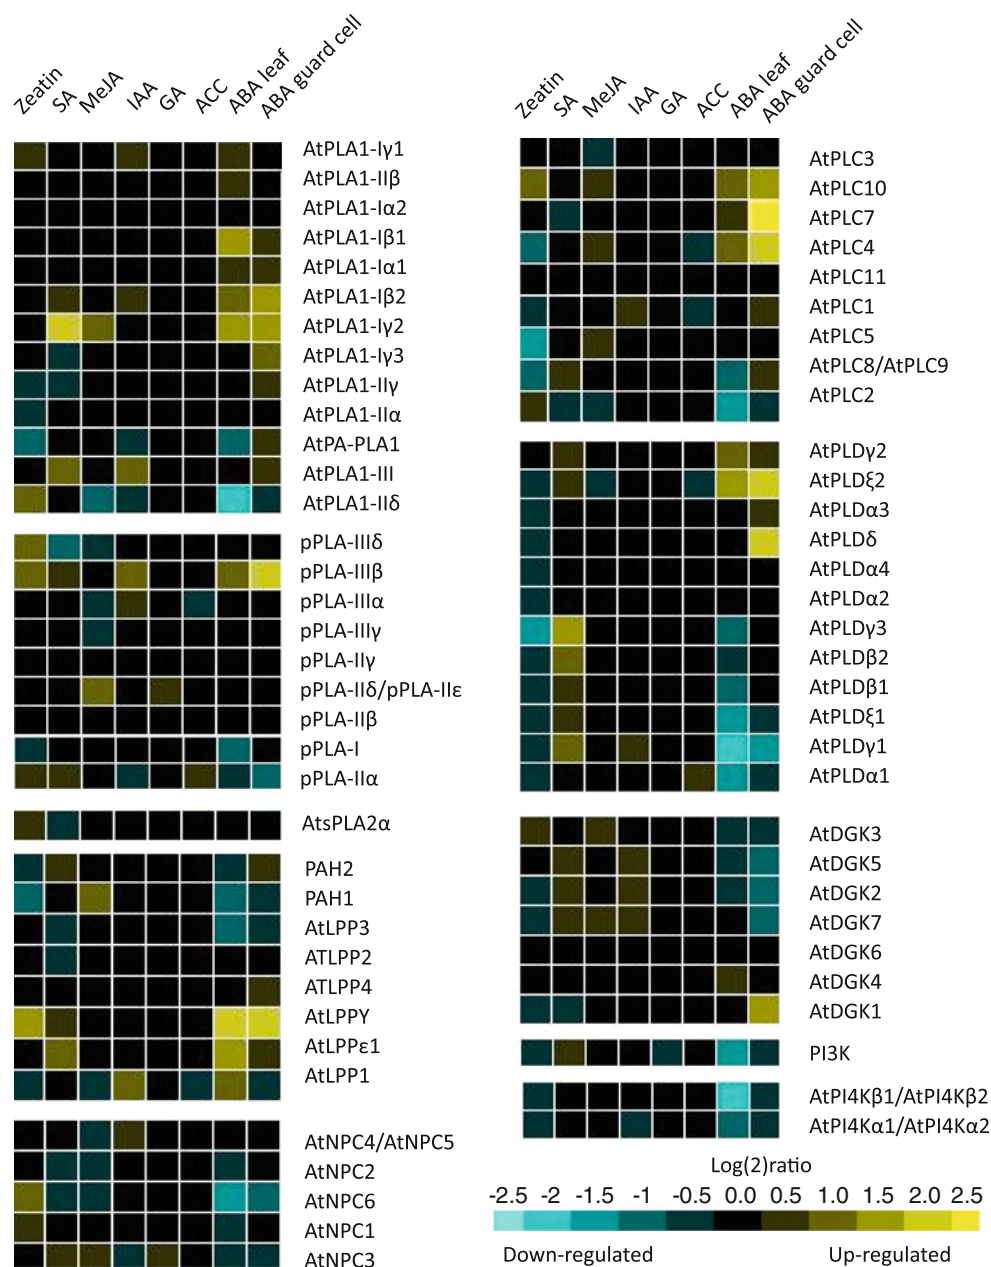 Zeatin
SA
MeJA
IAA
GA
ACC
ABA leaf
ABA guard cell
AtPLA1-Iγ1
AtPLA1-IIβ
AtPLA1-Iα2
AtPLA1-Iβ1
AtPLA1-Iα1
AtPLA1-Iβ2
AtPLA1-Iγ2
AtPLA1-Iγ3
AtPLA1-IIγ
AtPLA1-IIα
AtPA-PLA1
AtPLA1-III
AtPLA1-IIδ
pPLA-IIIδ
pPLA-IIIβ
pPLA-IIIα
pPLA-IIIγ
pPLA-IIγ
pPLA-IIδ/pPLA-IIε
pPLA-IIβ
pPLA-I
pPLA-IIα
AtsPLA2α
PAH2
PAH1
AtLPP3
ATLPP2
ATLPP4
AtLPPY
AtLPPε1
AtLPP1
AtNPC4/AtNPC5
AtNPC2
AtNPC6
AtNPC1
AtNPC3
Zeatin
SA
MeJA
IAA
GA
ACC
ABA leaf
ABA guard cell
AtPLC3
AtPLC10
AtPLC7
AtPLC4
AtPLC11
AtPLC1
AtPLC5
AtPLC8/AtPLC9
AtPLC2
AtPLDγ2
AtPLDξ2
AtPLDα3
AtPLDδ
AtPLDα4
AtPLDα2
AtPLDγ3
AtPLDβ2
AtPLDβ1
AtPLDξ1
AtPLDγ1
AtPLDα1
AtDGK3
AtDGK5
AtDGK2
AtDGK7
AtDGK6
AtDGK4
AtDGK1
PI3K
AtPI4Kβ1/AtPI4Kβ2
AtPI4Kα1/AtPI4Kα2
Log(2)ratio
-2.5 -2 -1.5 -1 -0.5 0.0 0.5 1.0 1.5 2.0 2.5
Down-regulated Up-regulated